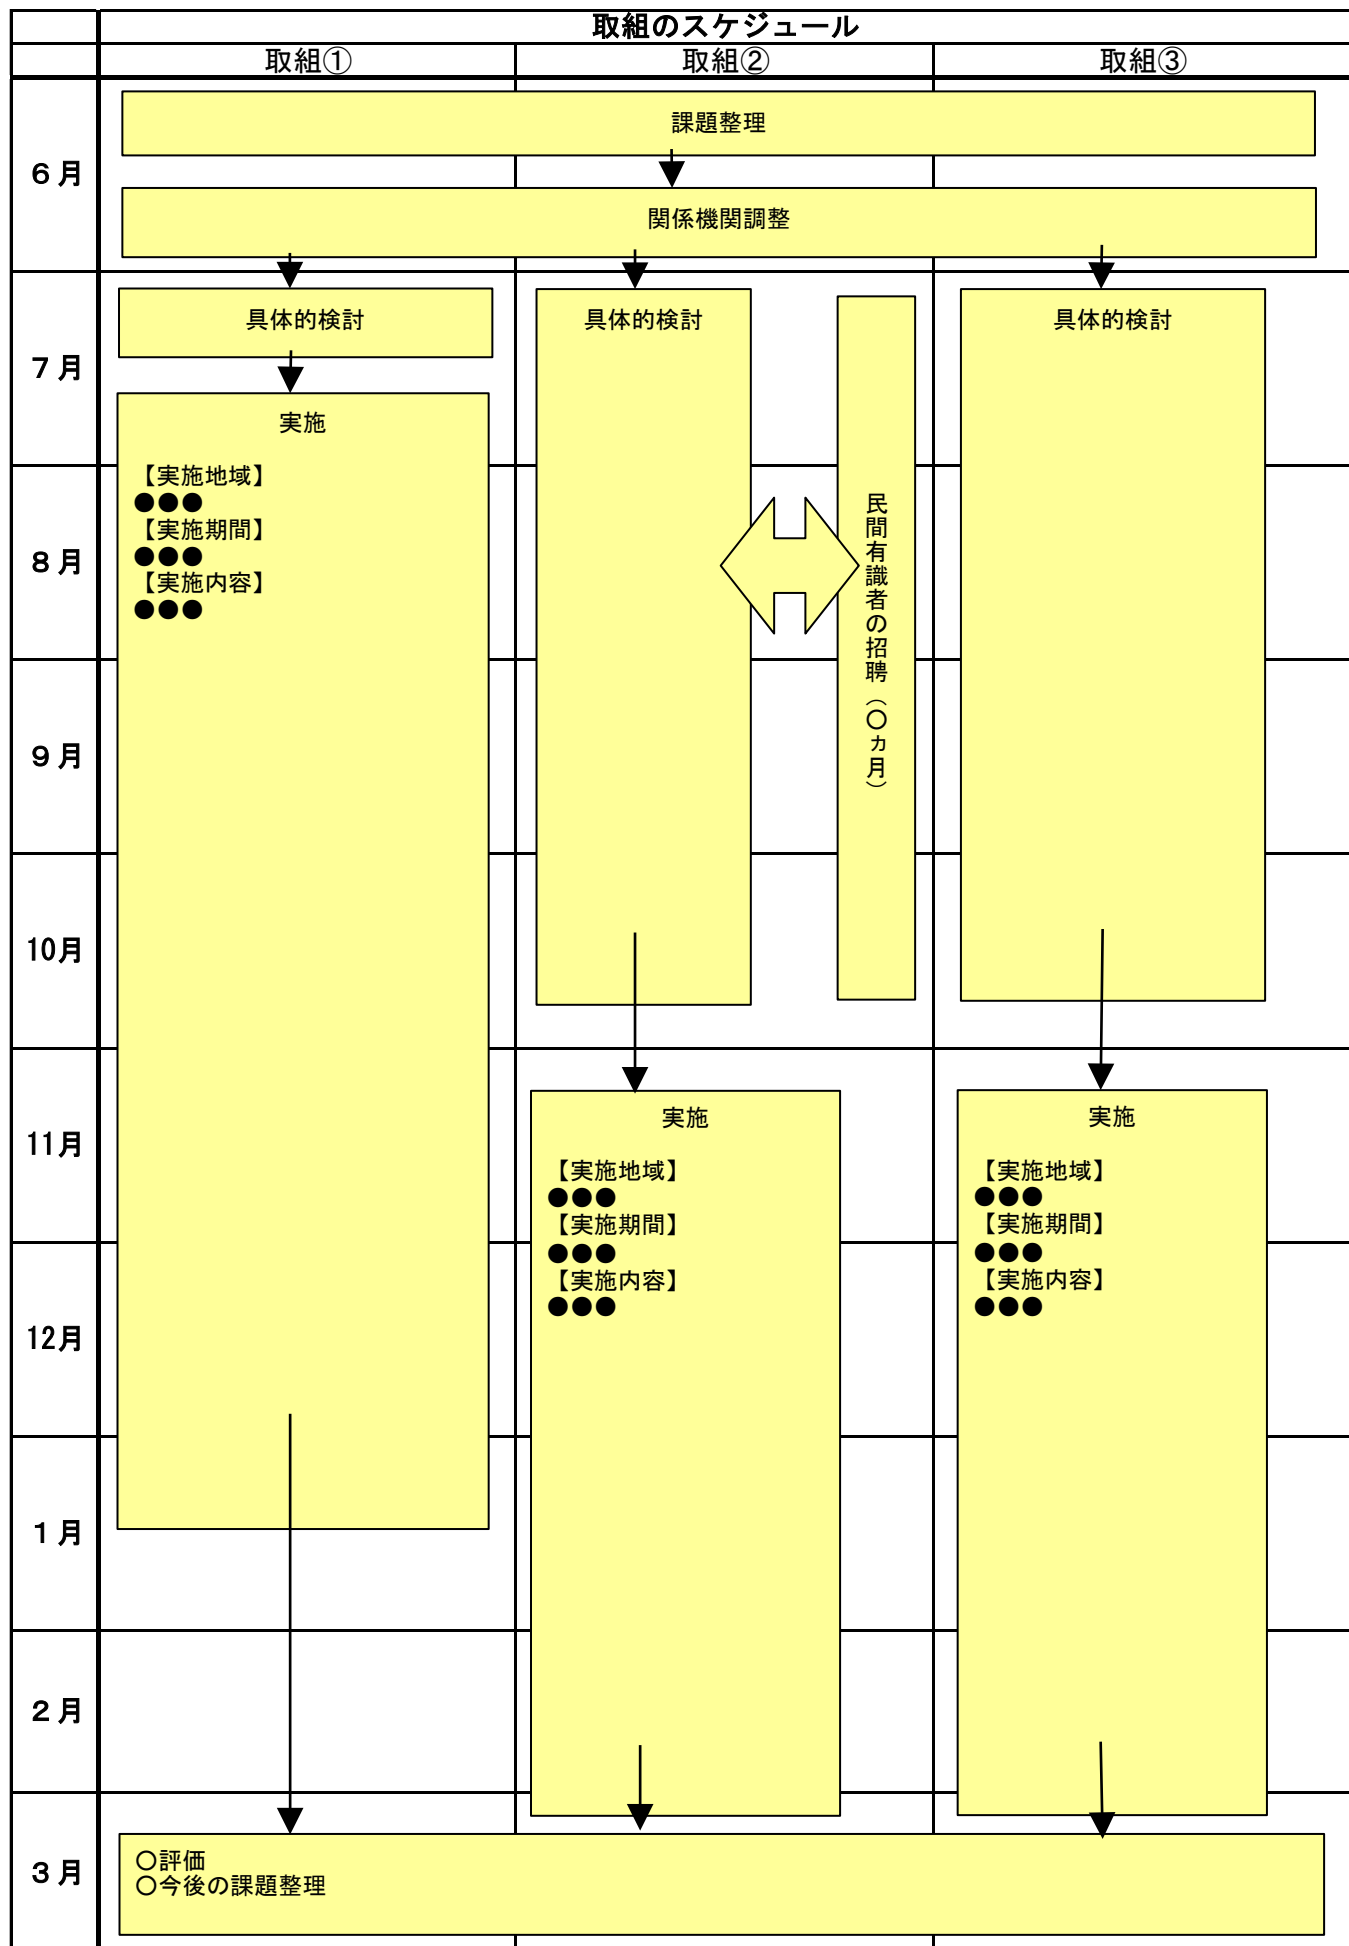 取組のスケジュール
取組①
取組②
取組③
6月
課題整理
関係機関調整
7月
具体的検討
具体的検討
具体的検討
実施
【実施地域】
●●●
【実施期間】
●●●
【実施内容】
●●●
民間有識者の招聘（〇ヵ月）
8月
9月
10月
11月
実施
【実施地域】
●●●
【実施期間】
●●●
【実施内容】
●●●
実施
【実施地域】
●●●
【実施期間】
●●●
【実施内容】
●●●
12月
1月
2月
3月
〇評価
〇今後の課題整理